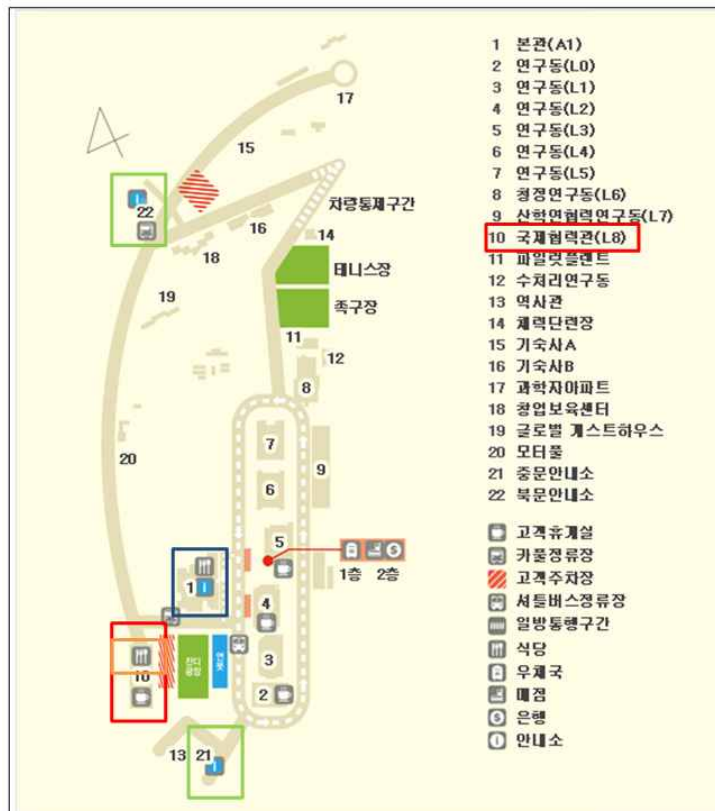 17
15
22
차량통제구간
16
14
18
테니스장
19
족구장
11
12
8
7
20
9
6
5
1
1층 2층
4
잔디광장
연못
10
3
2
13
21
1 본관(A1)
2 연구동(L0)
3 연구동(L1)
4 연구동(L2)
5 연구동(L3)
6 연구동(L4)
7 연구동(L5)
8 청정연구동(L6)
9 산학연협력연구동(L7)
10 국제협력관(L8)
11 파일럿플랜트
12 수처리연구동
13 역사관
14 체력단련장
15 기숙사A
16 기숙사B
17 과학자아파트
18 창업보육센터
19 글로벌 게스트하우스
20 모터풀
21 중문안내소
22 북문안내소
고객휴게실
카풀정류장
고객주차장
셔틀버스정류장
일방통행구간
식당
우체국
매점
은행
안내소